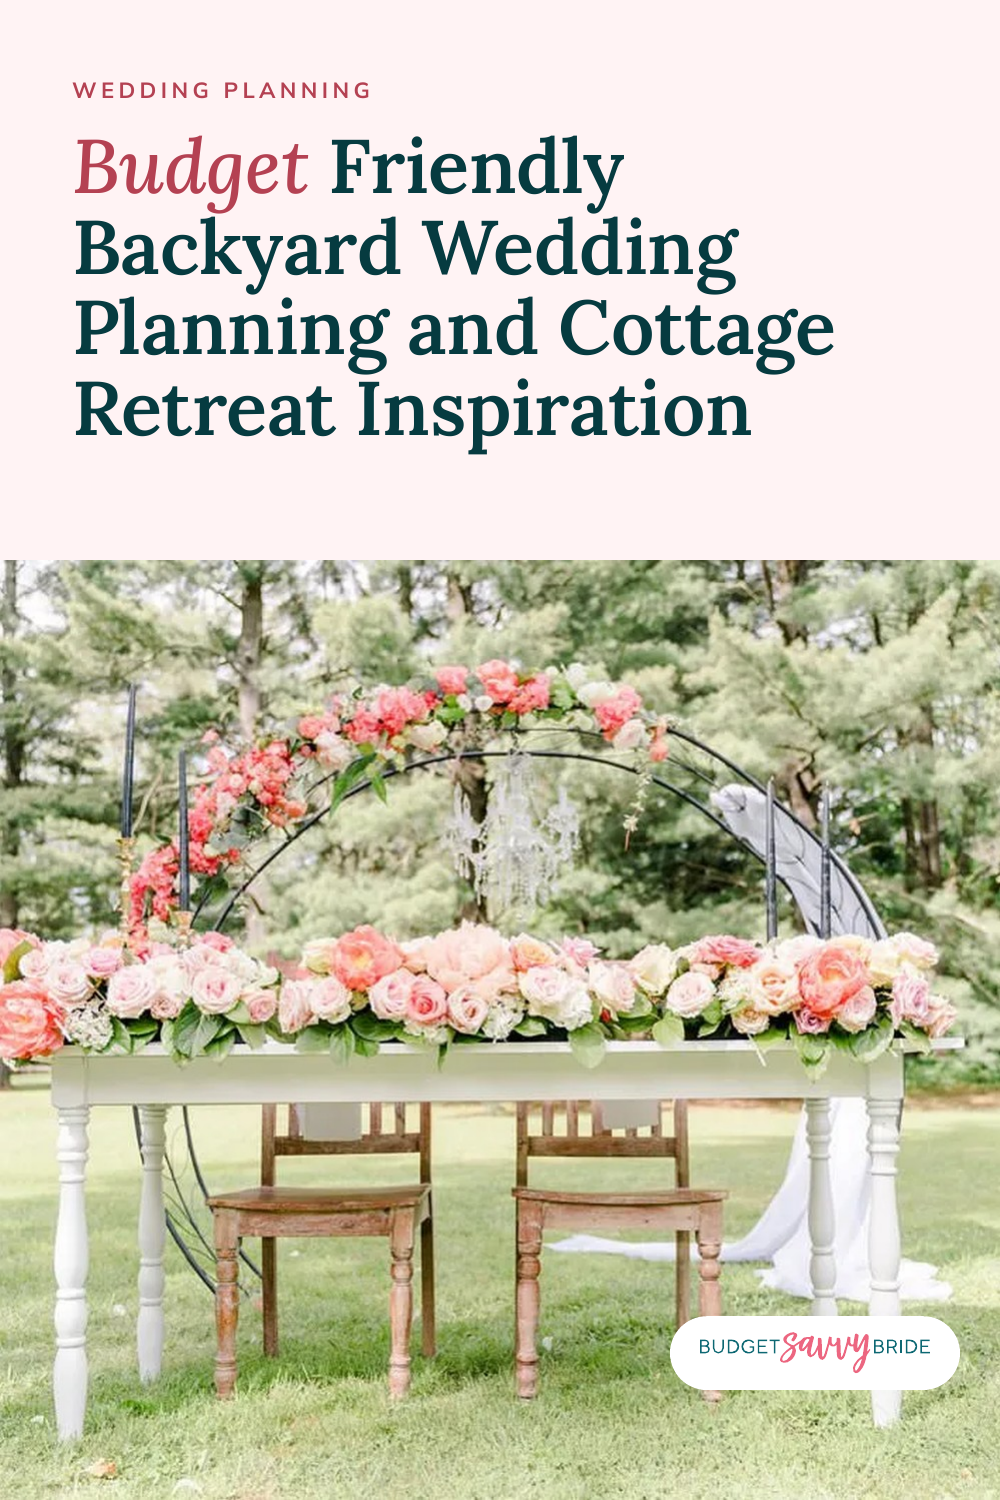 WEDDING PLANNING
Budget Friendly
Backyard Wedding
Planning and Cottage
Retreat Inspiration
BUDGET savvy BRIDE